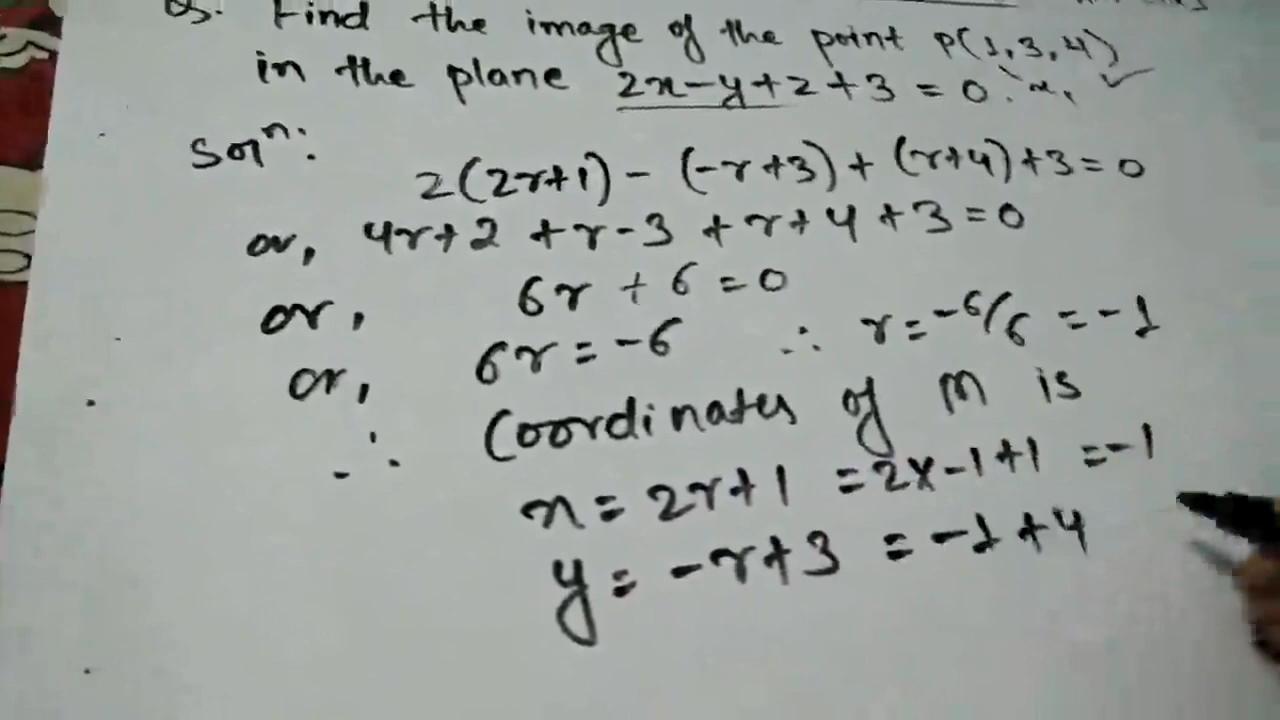 Find the image of the point P(1,3,4)
in the plane 2x-y+z+3 = 0.
Solⁿ:
2(2r+1) - (-r+3) + (r+4)+3=0
or, 4r+2 +r-3 +r+4+3=0
or, 6r + 6 = 0
or, 6r = -6 ∴ r = -6/6 = -1
∴ Coordinates of M is
x = 2r+1 = 2x-1+1 = -1
y = -r+3 = -1+4